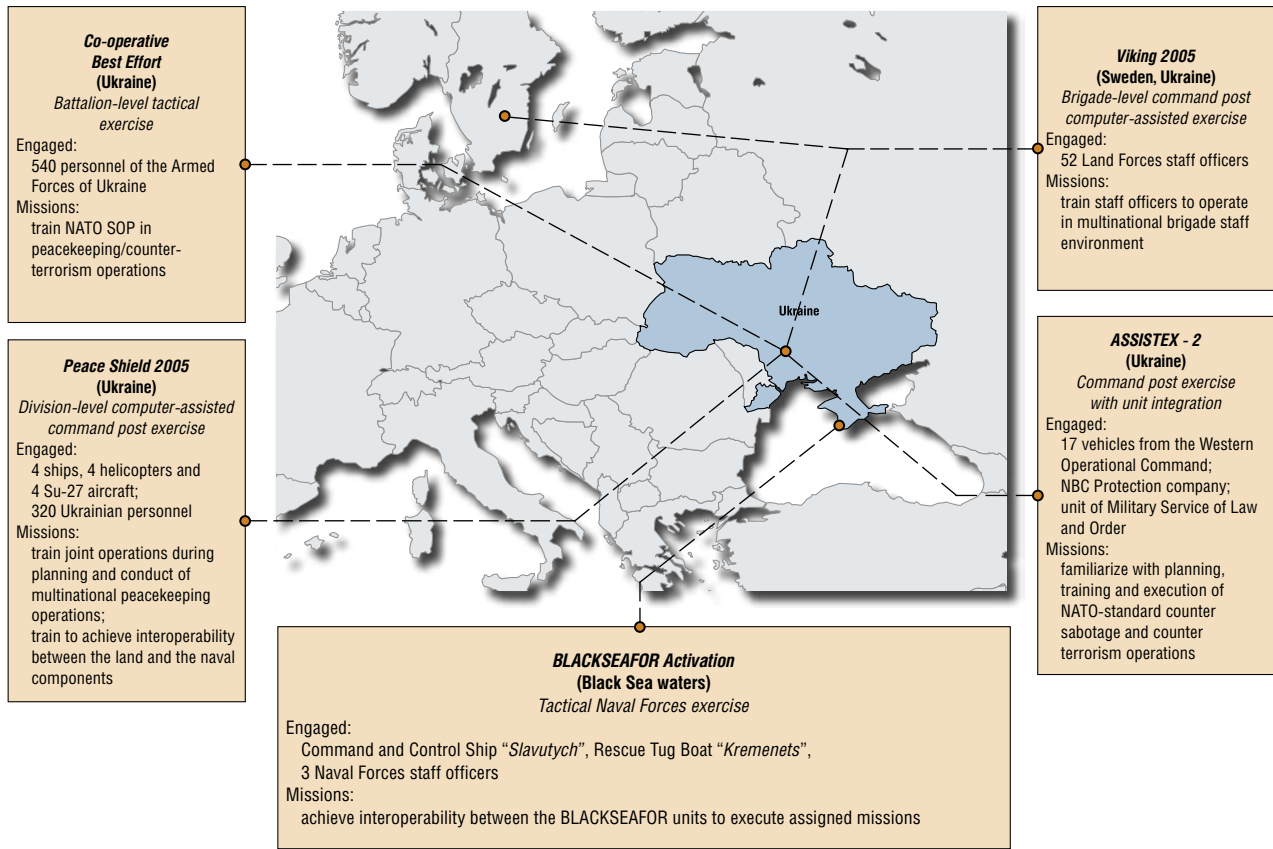 Co-operative
Best Effort
(Ukraine)
Battalion-level tactical
exercise
Engaged:
540 personnel of the Armed
Forces of Ukraine
Missions:
train NATO SOP in
peacekeeping/counter-
terrorism operations
Peace Shield 2005
(Ukraine)
Division-level computer-assisted
command post exercise
Engaged:
4 ships, 4 helicopters and
4 Su-27 aircraft;
320 Ukrainian personnel
Missions:
train joint operations during
planning and conduct of
multinational peacekeeping
operations;
train to achieve interoperability
between the land and the naval
components
Ukraine
Viking 2005
(Sweden, Ukraine)
Brigade-level command post
computer-assisted exercise
Engaged:
52 Land Forces staff officers
Missions:
train staff officers to operate
in multinational brigade staff
environment
ASSISTEX - 2
(Ukraine)
Command post exercise
with unit integration
Engaged:
17 vehicles from the Western
Operational Command;
NBC Protection company;
unit of Military Service of Law
and Order
Missions:
familiarize with planning,
training and execution of
NATO-standard counter
sabotage and counter
terrorism operations
BLACKSEAFOR Activation
(Black Sea waters)
Tactical Naval Forces exercise
Engaged:
Command and Control Ship “Slavutych”, Rescue Tug Boat “Kremenets”,
3 Naval Forces staff officers
Missions:
achieve interoperability between the BLACKSEAFOR units to execute assigned missions